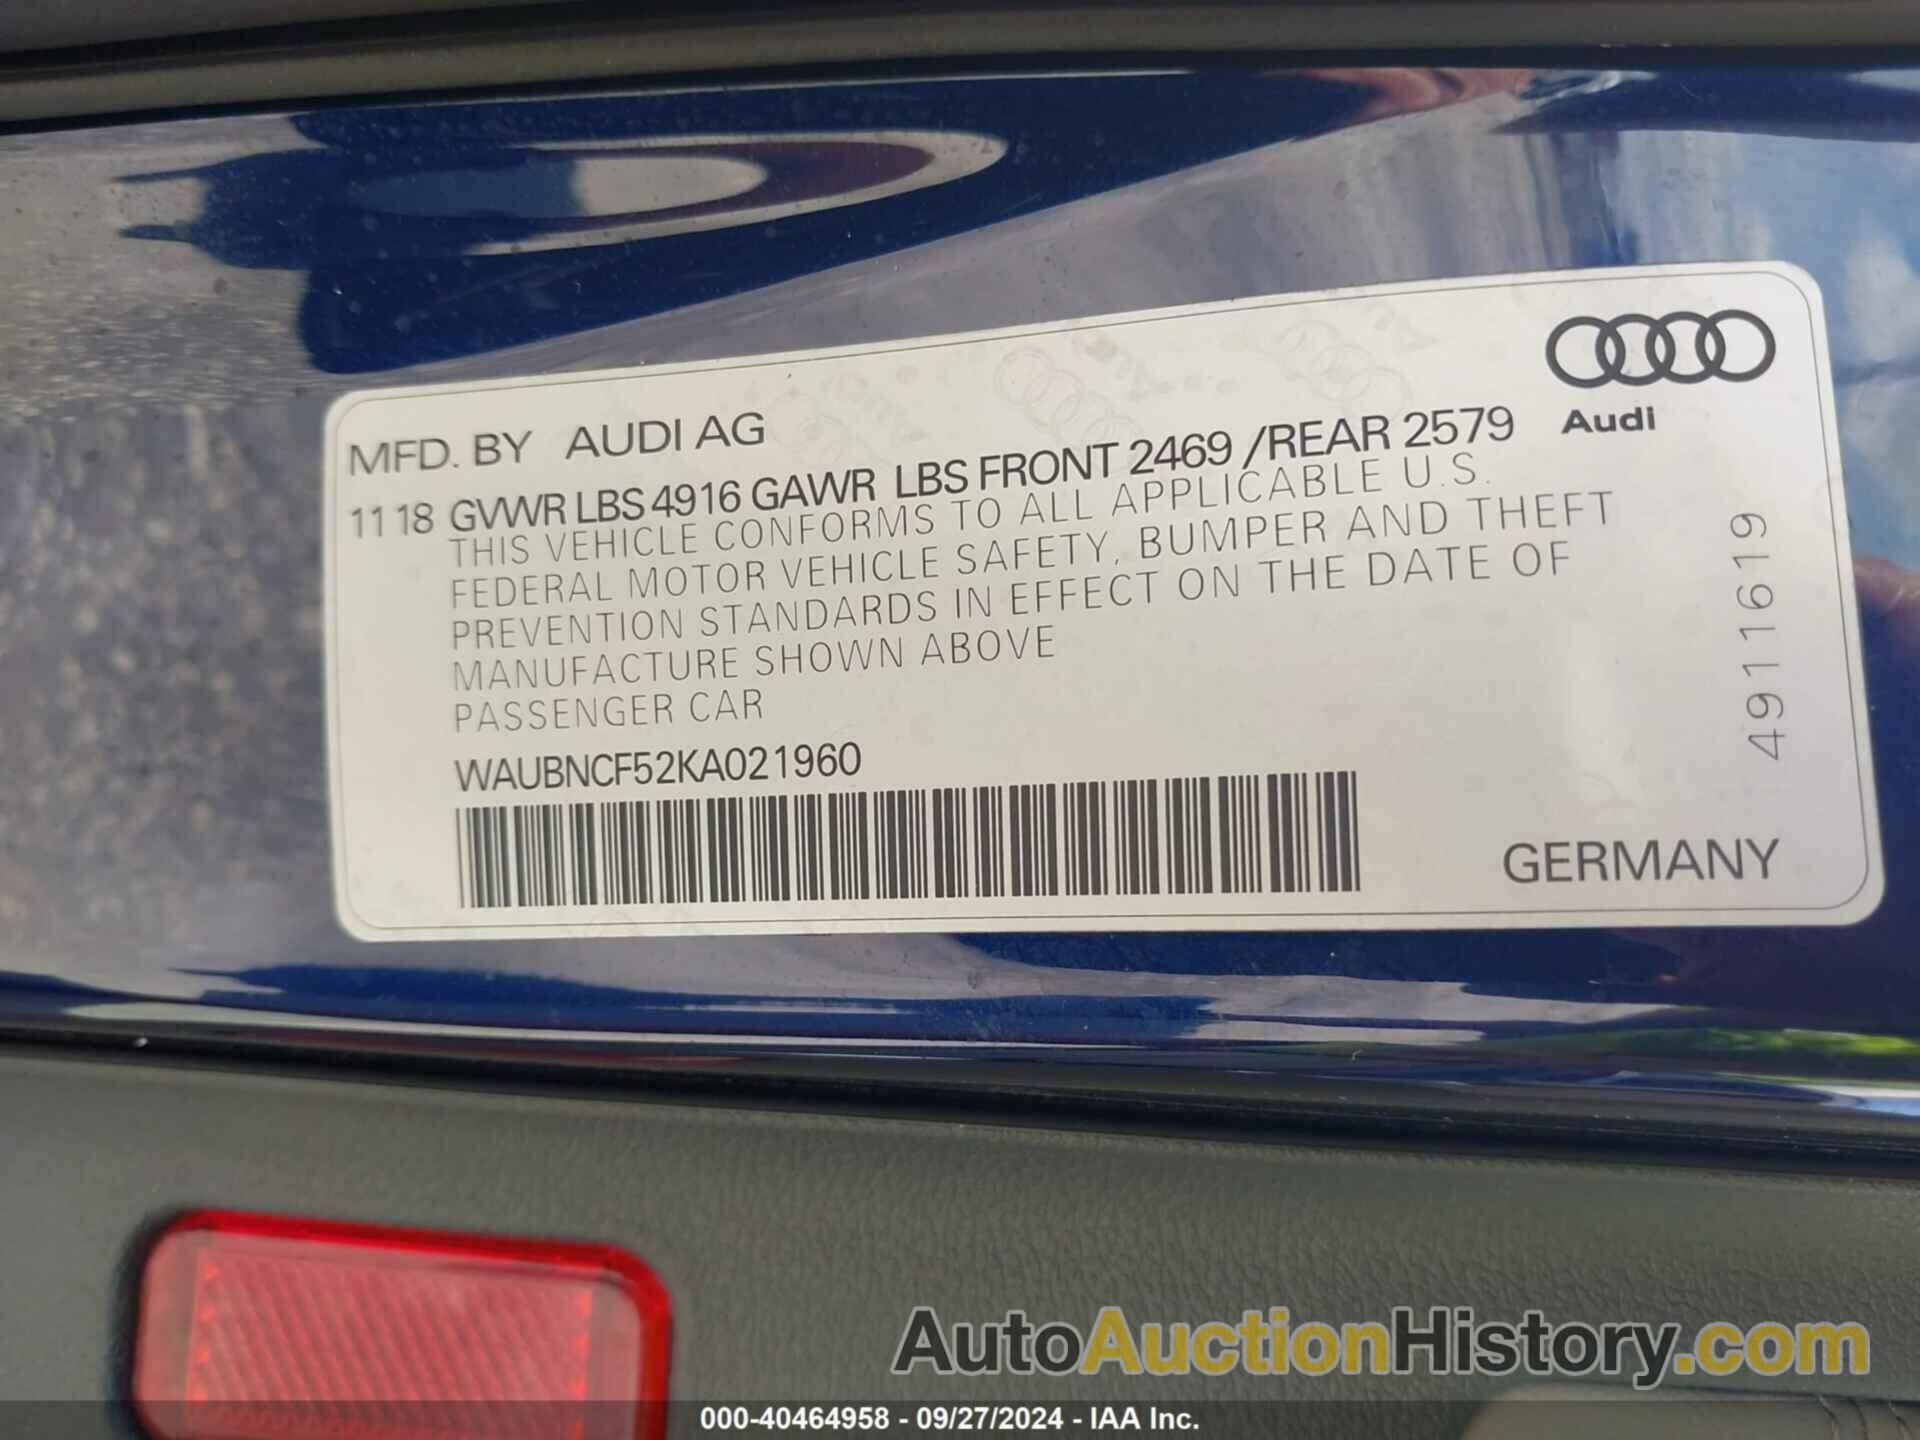 Audi
MFD. BY AUDI AG
1118 GVWR LBS 4916 GAWR LBS FRONT 2469 /REAR 2579
THIS VEHICLE CONFORMS TO ALL APPLICABLE U.S.
FEDERAL MOTOR VEHICLE SAFETY, BUMPER AND THEFT
PREVENTION STANDARDS IN EFFECT ON THE DATE OF
MANUFACTURE SHOWN ABOVE
PASSENGER CAR
WAUBNCF52KA021960
GERMANY
4911619
AutoAuctionHistory.com
000-40464958 - 09/27/2024 - IAA Inc.